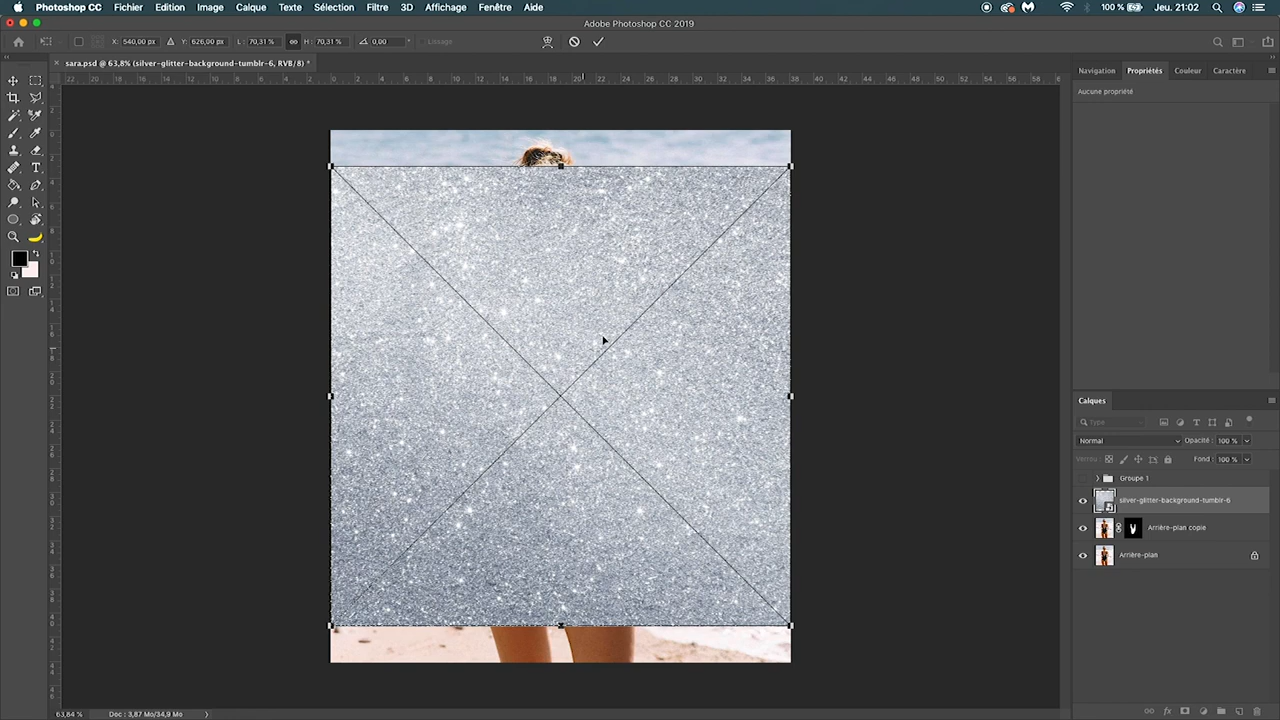 Photoshop CC Fichier Edition Image Calque Texte Sélection Filtre 3D Affichage Fenêtre Aide 100 % Jeu. 21:02
Adobe Photoshop CC 2019
X: 540,00 px Y: 626,00 px L: 70,31 % H: 70,31 % 0,00 ° Lissage
× sara.psd @ 63,8% (silver-glitter-background-tumblr-6, RVB/8) *
Navigation Propriétés Couleur Caractère
Aucune propriété
Calques
Type
Normal Opacité : 100 %
Verrou : Fond : 100 %
Groupe 1
silver-glitter-background-tumblr-6
Arrière-plan copie
Arrière-plan
63,84 % Doc : 3,87 Mo/34,9 Mo